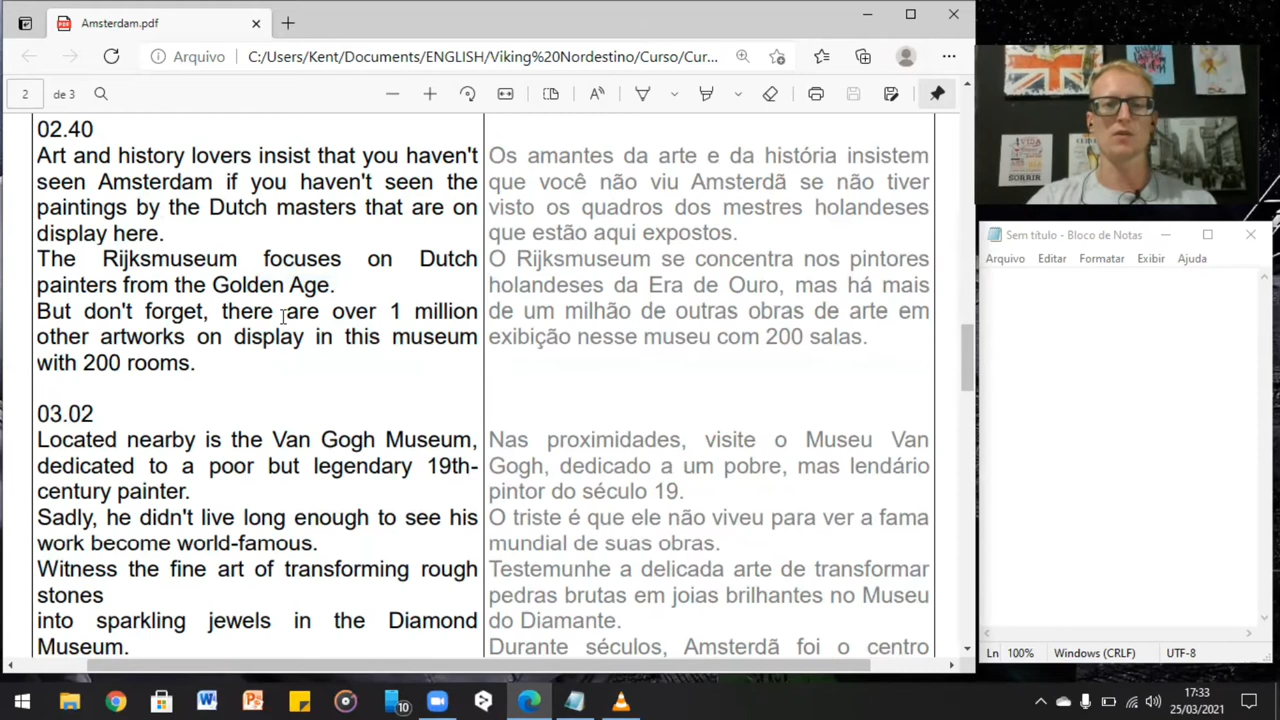 Amsterdam.pdf
Arquivo
C:/Users/Kent/Documents/ENGLISH/Viking%20Nordestino/Curso/Cur...
2
de 3
02.40
Art and history lovers insist that you haven't
seen Amsterdam if you haven't seen the
paintings by the Dutch masters that are on
display here.
The Rijksmuseum focuses on Dutch
painters from the Golden Age.
But don't forget, there are over 1 million
other artworks on display in this museum
with 200 rooms.
03.02
Located nearby is the Van Gogh Museum,
dedicated to a poor but legendary 19th-
century painter.
Sadly, he didn't live long enough to see his
work become world-famous.
Witness the fine art of transforming rough
stones
into sparkling jewels in the Diamond
Museum.
Os amantes da arte e da história insistem
que você não viu Amsterdã se não tiver
visto os quadros dos mestres holandeses
que estão aqui expostos.
O Rijksmuseum se concentra nos pintores
holandeses da Era de Ouro, mas há mais
de um milhão de outras obras de arte em
exibição nesse museu com 200 salas.
Nas proximidades, visite o Museu Van
Gogh, dedicado a um pobre, mas lendário
pintor do século 19.
O triste é que ele não viveu para ver a fama
mundial de suas obras.
Testemunhe a delicada arte de transformar
pedras brutas em joias brilhantes no Museu
do Diamante.
Durante séculos, Amsterdã foi o centro
VIDA
SORRIR
Sem título - Bloco de Notas
Arquivo Editar Formatar Exibir Ajuda
Ln 100% Windows (CRLF) UTF-8
10
17:33
25/03/2021